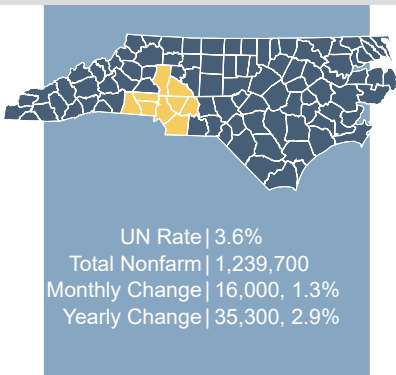 UN Rate| 3.6%
Total Nonfarm| 1,239,700
Monthly Change| 16,000, 1.3%
Yearly Change| 35,300, 2.9%